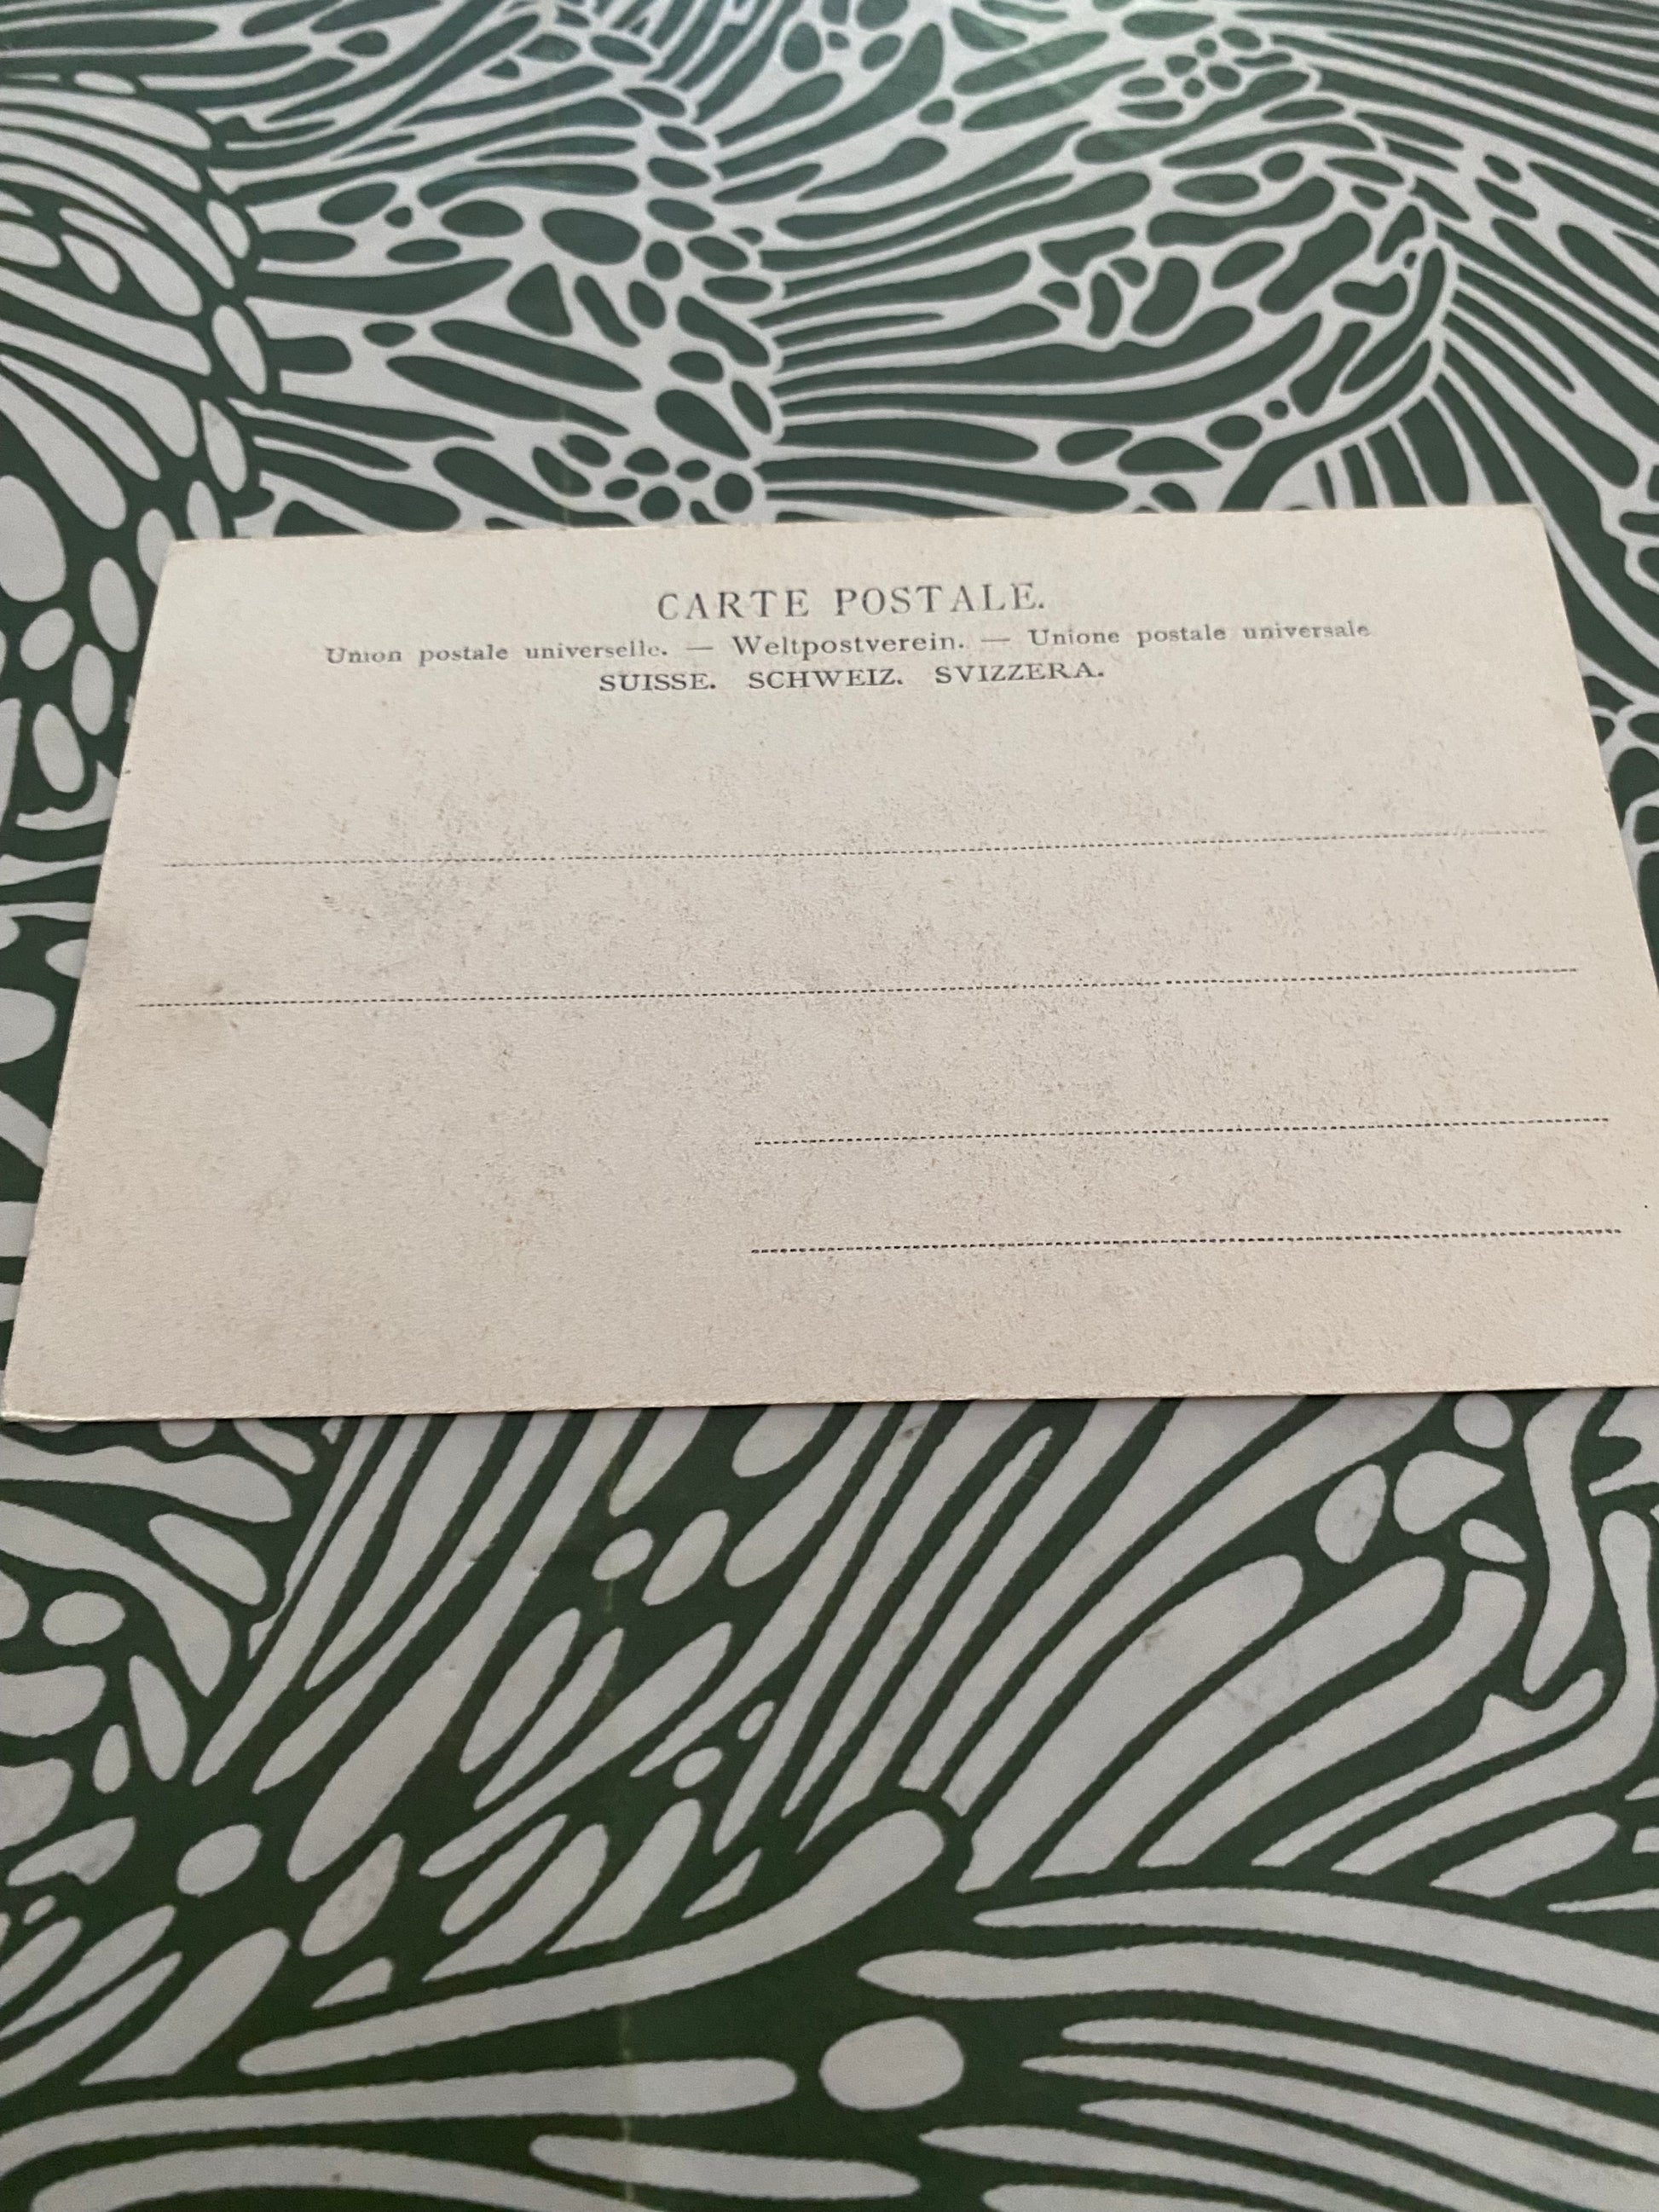 CARTE POSTALE.
Union postale universelle. — Weltpostverein. — Unione postale universale
SUISSE. SCHWEIZ. SVIZZERA.